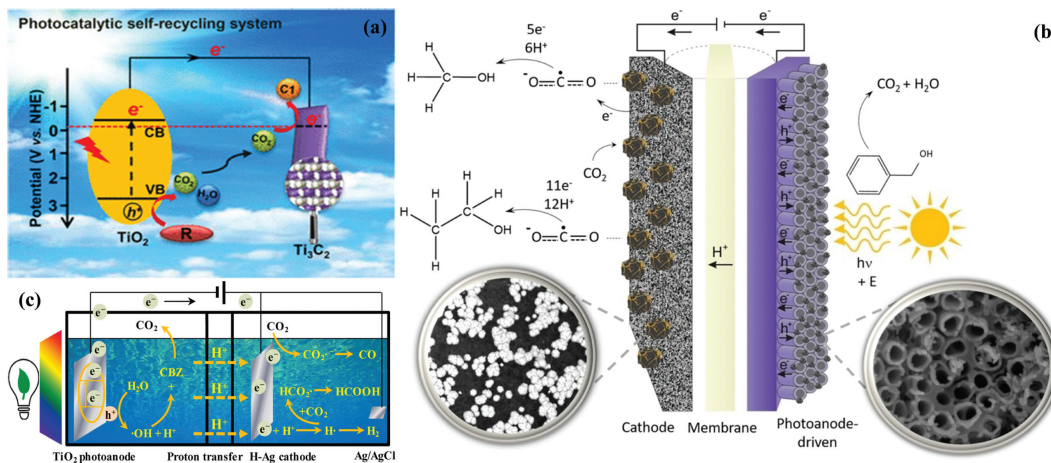 Photocatalytic self-recycling system
(a)
e⁻
Potential (V vs. NHE)
-1
0
1
2
3
e⁻
CB
VB
h⁺
TiO₂
R
CO₂
H₂O
CO₂
C1
e⁻
Ti₃C₂
(b)
e⁻
e⁻
H
H
C
OH
H
5e⁻
6H⁺
⁻O═C═O
e⁻
CO₂
H
H
H
C
C
H
OH
H
11e⁻
12H⁺
⁻O═C═O
H⁺
e⁻
h⁺
e⁻
h⁺
e⁻
h⁺
e⁻
h⁺
e⁻
h⁺
e⁻
CO₂ + H₂O
OH
hν
+ E
Cathode
Membrane
Photoanode-
driven
(c)
e⁻
e⁻
e⁻
e⁻
CO₂
CO₂
e⁻
e⁻
e⁻
h⁺
H₂O
CBZ
+
·OH + H⁺
H⁺
H⁺
H⁺
e⁻
e⁻
e⁻
CO₂·⁻
CO
HCO₂·⁻
HCOOH
+CO₂
+ H⁺
H·
H₂
TiO₂ photoanode
Proton transfer
H-Ag cathode
Ag/AgCl